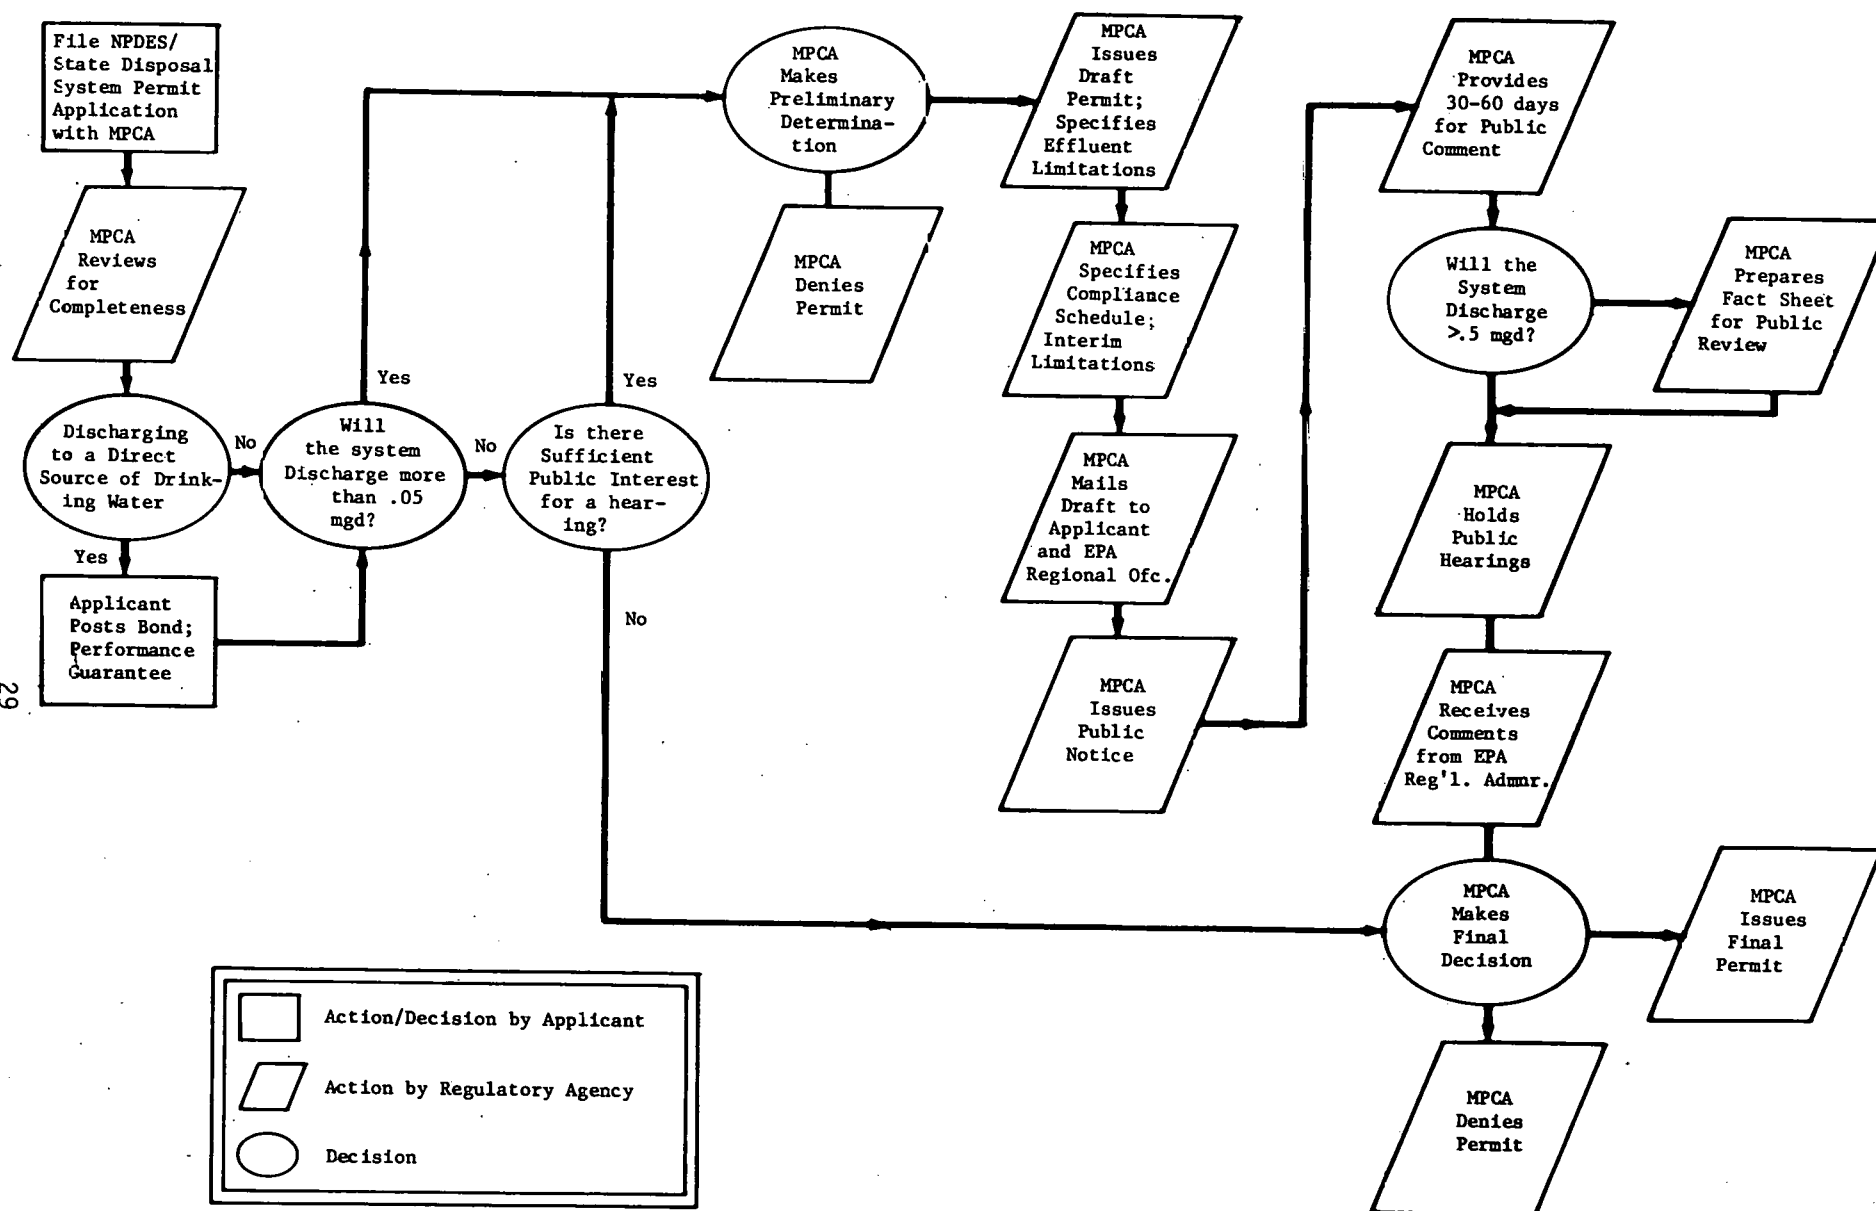 File NPDES/
State Disposal
System Permit
Application
with MPCA
MPCA
Reviews
for
Completeness
Discharging
to a Direct
Source of Drink-
ing Water
No
Yes
Applicant
Posts Bond;
Performance
Guarantee
Will
the system
Discharge more
than .05
mgd?
Yes
No
Is there
Sufficient
Public Interest
for a hear-
ing?
Yes
No
MPCA
Makes
Preliminary
Determina-
tion
MPCA
Denies
Permit
MPCA
Issues
Draft
Permit;
Specifies
Effluent
Limitations
MPCA
Specifies
Compliance
Schedule;
Interim
Limitations
MPCA
Mails
Draft to
Applicant
and EPA
Regional Ofc.
MPCA
Issues
Public
Notice
MPCA
Provides
30-60 days
for Public
Comment
Will the
System
Discharge
>.5 mgd?
MPCA
Prepares
Fact Sheet
for Public
Review
MPCA
Holds
Public
Hearings
MPCA
Receives
Comments
from EPA
Reg'l. Admnr.
MPCA
Makes
Final
Decision
MPCA
Issues
Final
Permit
MPCA
Denies
Permit
Action/Decision by Applicant
Action by Regulatory Agency
Decision
29